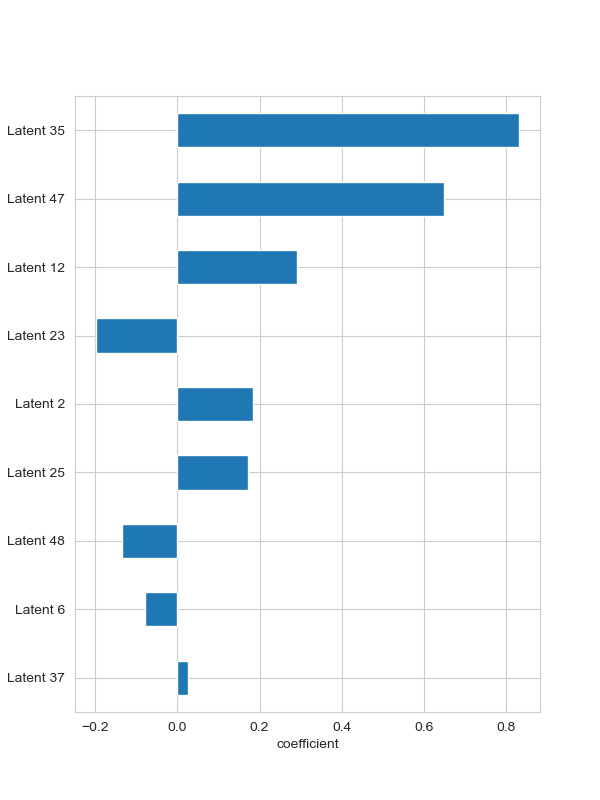 Latent 35
Latent 47
Latent 12
Latent 23
Latent 2
Latent 25
Latent 48
Latent 6
Latent 37
−0.2 0.0 0.2 0.4 0.6 0.8
coefficient